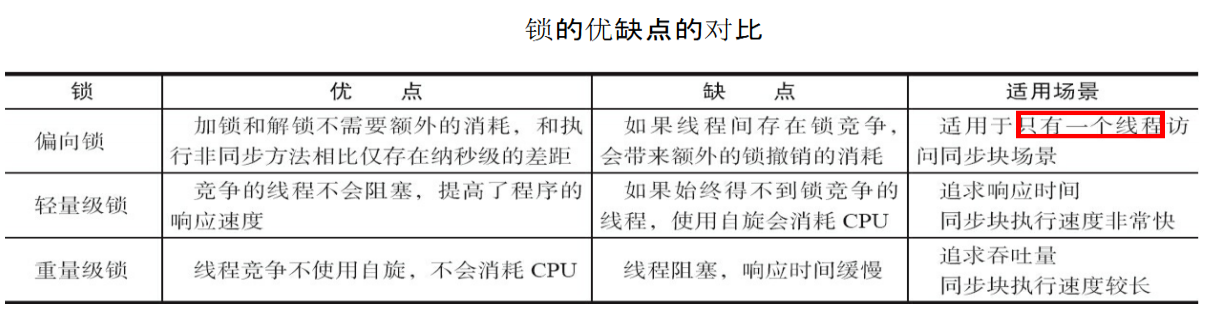 锁的优缺点的对比
锁 优 点 缺 点 适用场景
偏向锁
加锁和解锁不需要额外的消耗，和执
行非同步方法相比仅存在纳秒级的差距
如果线程间存在锁竞争，
会带来额外的锁撤销的消耗
适用于只有一个线程访
问同步块场景
轻量级锁
竞争的线程不会阻塞，提高了程序的
响应速度
如果始终得不到锁竞争的
线程，使用自旋会消耗 CPU
追求响应时间
同步块执行速度非常快
重量级锁
线程竞争不使用自旋，不会消耗 CPU
线程阻塞，响应时间缓慢
追求吞吐量
同步块执行速度较长